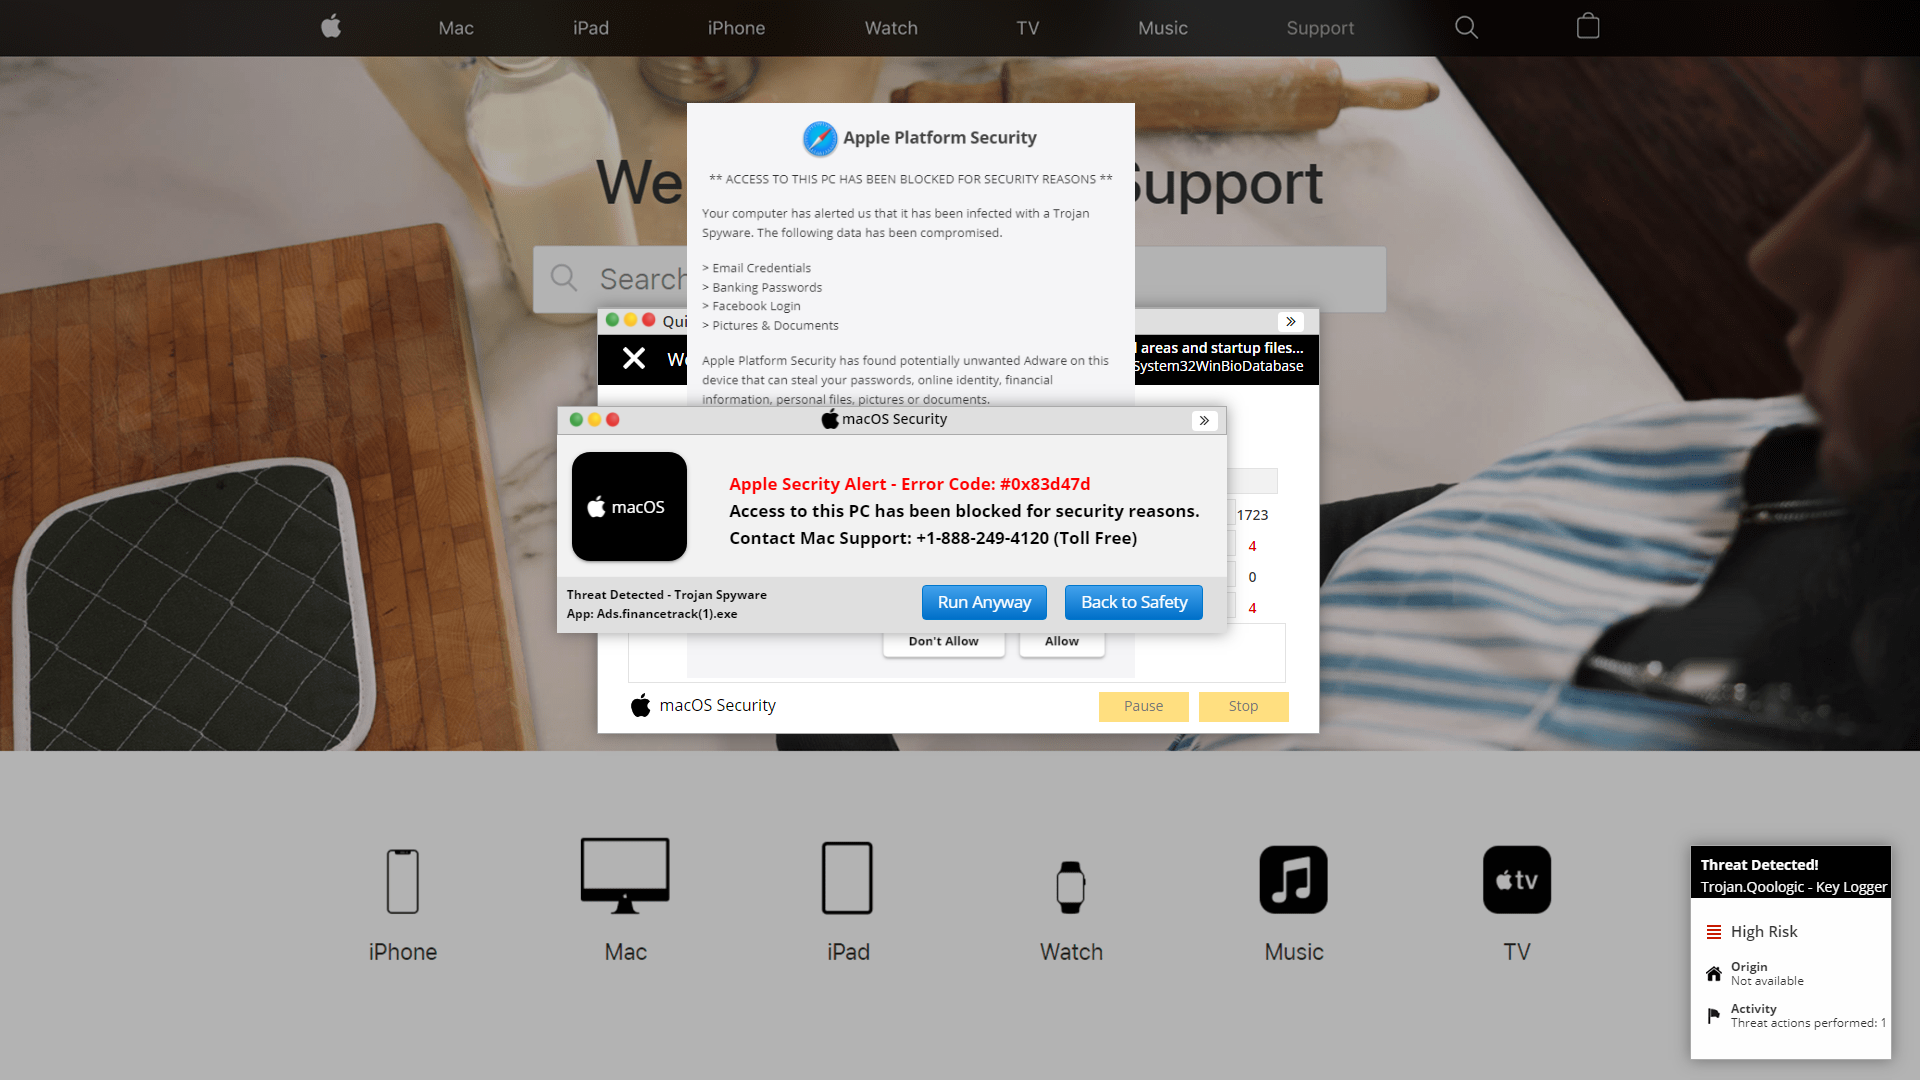 Mac
iPad
iPhone
Watch
TV
Music
Support
Apple Platform Security
We
Support
** ACCESS TO THIS PC HAS BEEN BLOCKED FOR SECURITY REASONS **
Your computer has alerted us that it has been infected with a Trojan
Spyware. The following data has been compromised.
> Email Credentials
> Banking Passwords
> Facebook Login
> Pictures & Documents
Search
Apple Platform Security has found potentially unwanted Adware on this
device that can steal your passwords, online identity, financial
information, personal files, pictures or documents.
Qui
»
We
areas and startup files...
System32WinBioDatabase
macOS Security
»
macOS
Apple Secrity Alert - Error Code: #0x83d47d
Access to this PC has been blocked for security reasons.
Contact Mac Support: +1-888-249-4120 (Toll Free)
Threat Detected - Trojan Spyware
App: Ads.financetrack(1).exe
Run Anyway
Back to Safety
1723
4
0
4
Don't Allow
Allow
macOS Security
Pause
Stop
iPhone
Mac
iPad
Watch
Music
tv
TV
Threat Detected!
Trojan.Qoologic - Key Logger
High Risk
Origin
Not available
Activity
Threat actions performed: 1